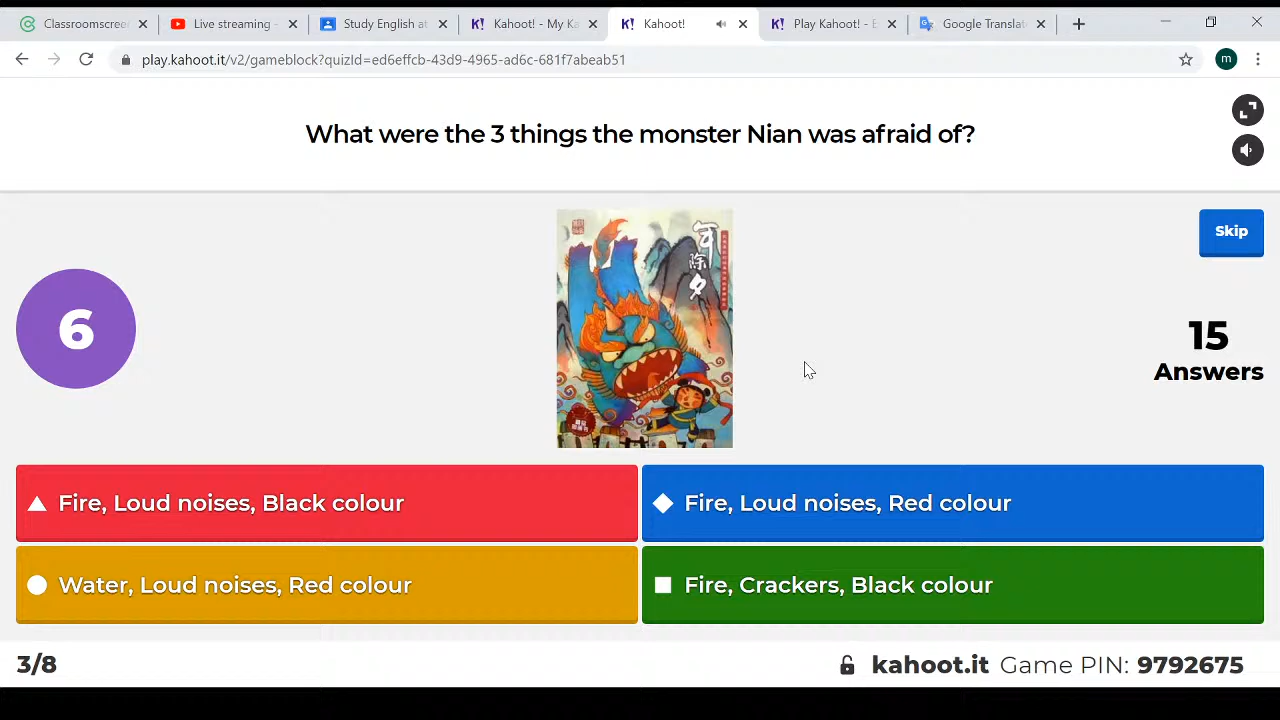 Classroomscree
Live streaming -
Study English at
Kahoot! - My Ka
Kahoot!
Play Kahoot! - E
Google Translat
play.kahoot.it/v2/gameblock?quizId=ed6effcb-43d9-4965-ad6c-681f7abeab51
m
What were the 3 things the monster Nian was afraid of?
Skip
6
年
除
夕
15
Answers
Fire, Loud noises, Black colour
Fire, Loud noises, Red colour
Water, Loud noises, Red colour
Fire, Crackers, Black colour
3/8
kahoot.it Game PIN: 9792675